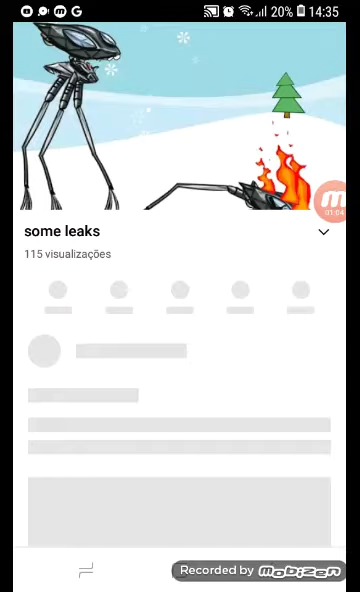 G
20%
14:35
01:04
some leaks
115 visualizações
Recorded by Mobizen